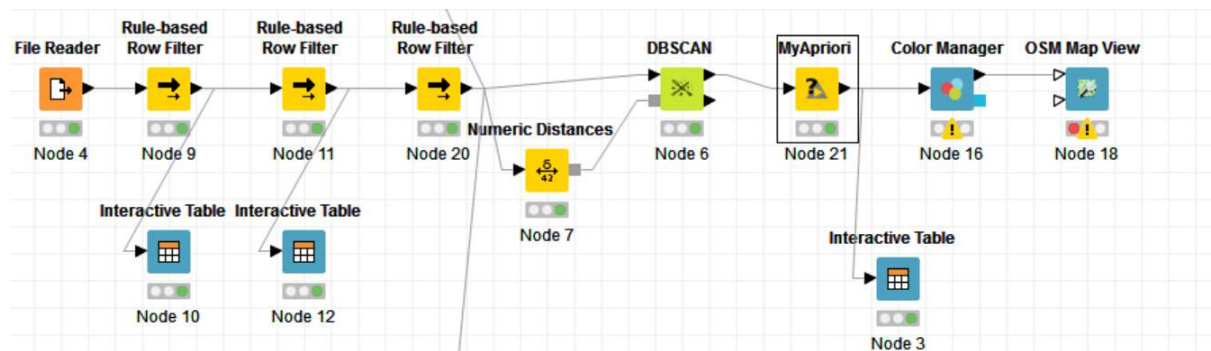 Rule-based Rule-based Rule-based
File Reader Row Filter Row Filter Row Filter DBSCAN MyApriori Color Manager OSM Map View
Numeric Distances
Node 4 Node 9 Node 11 Node 20 Node 6 Node 21 Node 16 Node 18
δ
42
Interactive Table Interactive Table Node 7 Interactive Table
Node 10 Node 12
Node 3